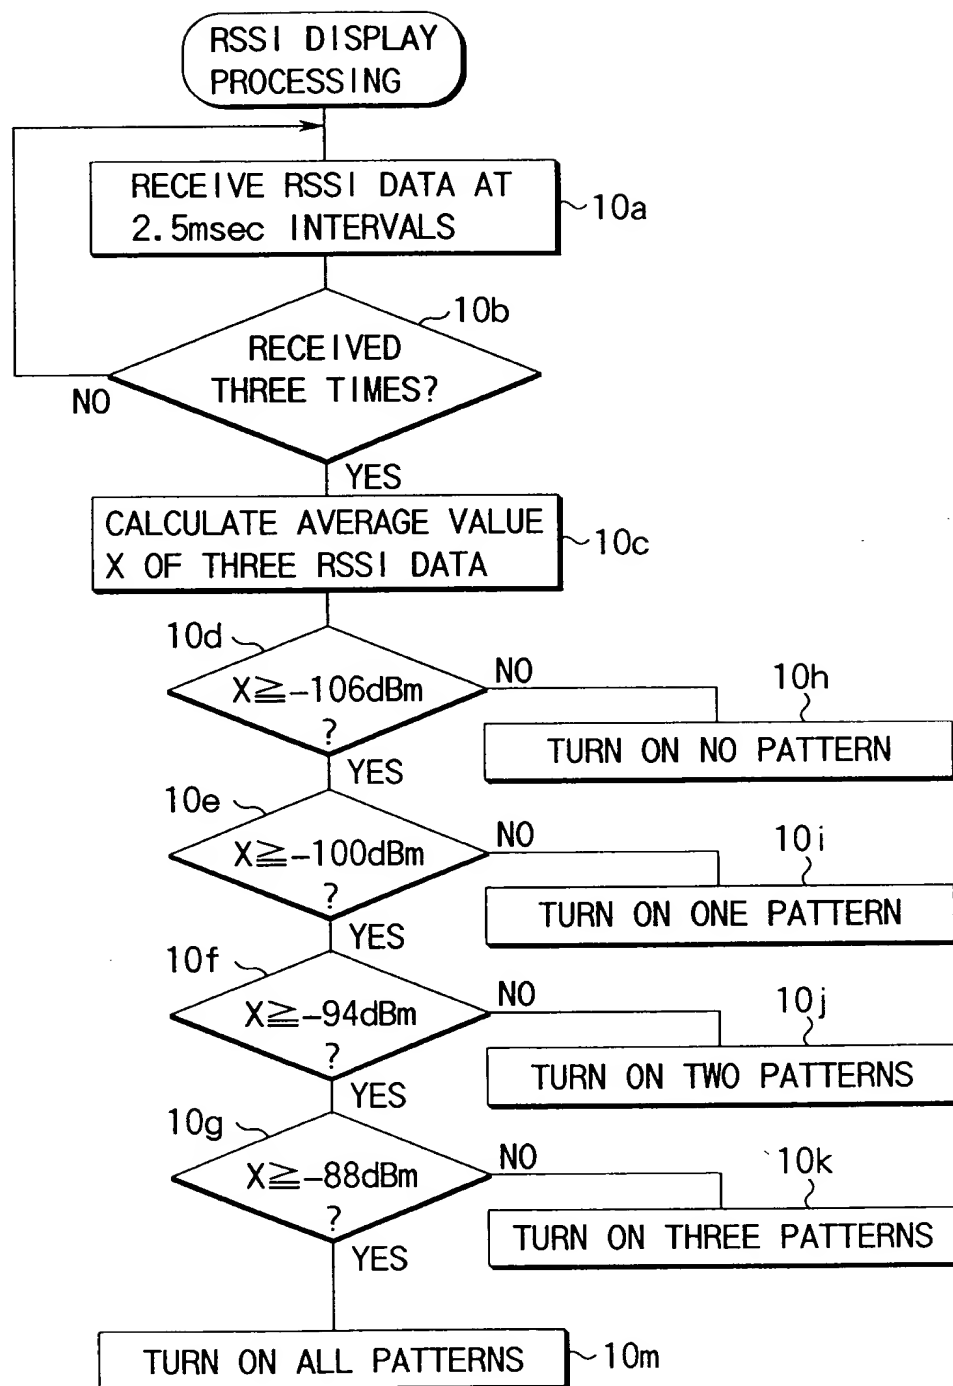 RSSI DISPLAY
PROCESSING
RECEIVE RSSI DATA AT
2.5msec INTERVALS
10a
10b
RECEIVED
THREE TIMES?
NO
YES
CALCULATE AVERAGE VALUE
X OF THREE RSSI DATA
10c
10d
X≧-106dBm
?
NO
10h
TURN ON NO PATTERN
YES
10e
X≧-100dBm
?
NO
10i
TURN ON ONE PATTERN
YES
10f
X≧-94dBm
?
NO
10j
TURN ON TWO PATTERNS
YES
10g
X≧-88dBm
?
NO
10k
TURN ON THREE PATTERNS
YES
TURN ON ALL PATTERNS
10m